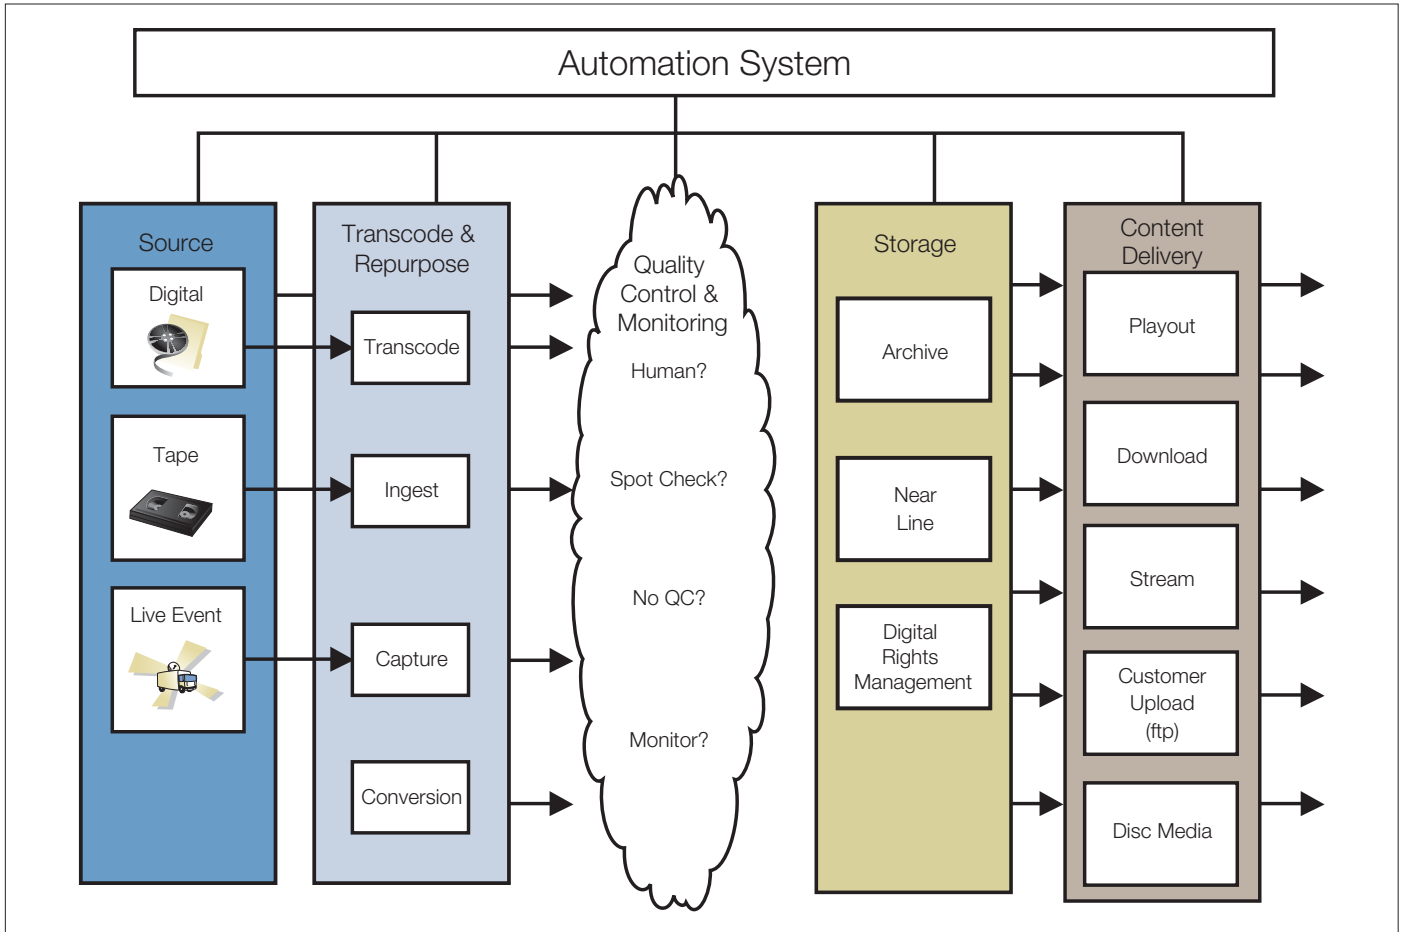 Automation System
Source
Digital
Tape
Live Event
Transcode &
Repurpose
Transcode
Ingest
Capture
Conversion
Quality
Control &
Monitoring
Human?
Spot Check?
No QC?
Monitor?
Storage
Archive
Near
Line
Digital
Rights
Management
Content
Delivery
Playout
Download
Stream
Customer
Upload
(ftp)
Disc Media